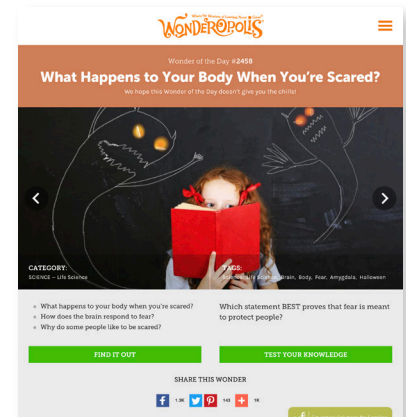 WONDEROPOLIS
Wonder of the Day #2458
What Happens to Your Body When You're Scared?
We hope this Wonder of the Day doesn't give you the chills!
CATEGORY:
SCIENCE – Life Science
TAGS:
Science, Life Science, Brain, Body, Fear, Amygdala, Halloween
What happens to your body when you're scared?
How does the brain respond to fear?
Why do some people like to be scared?
Which statement BEST proves that fear is meant
to protect people?
FIND IT OUT
TEST YOUR KNOWLEDGE
SHARE THIS WONDER
1.3K
143
1K